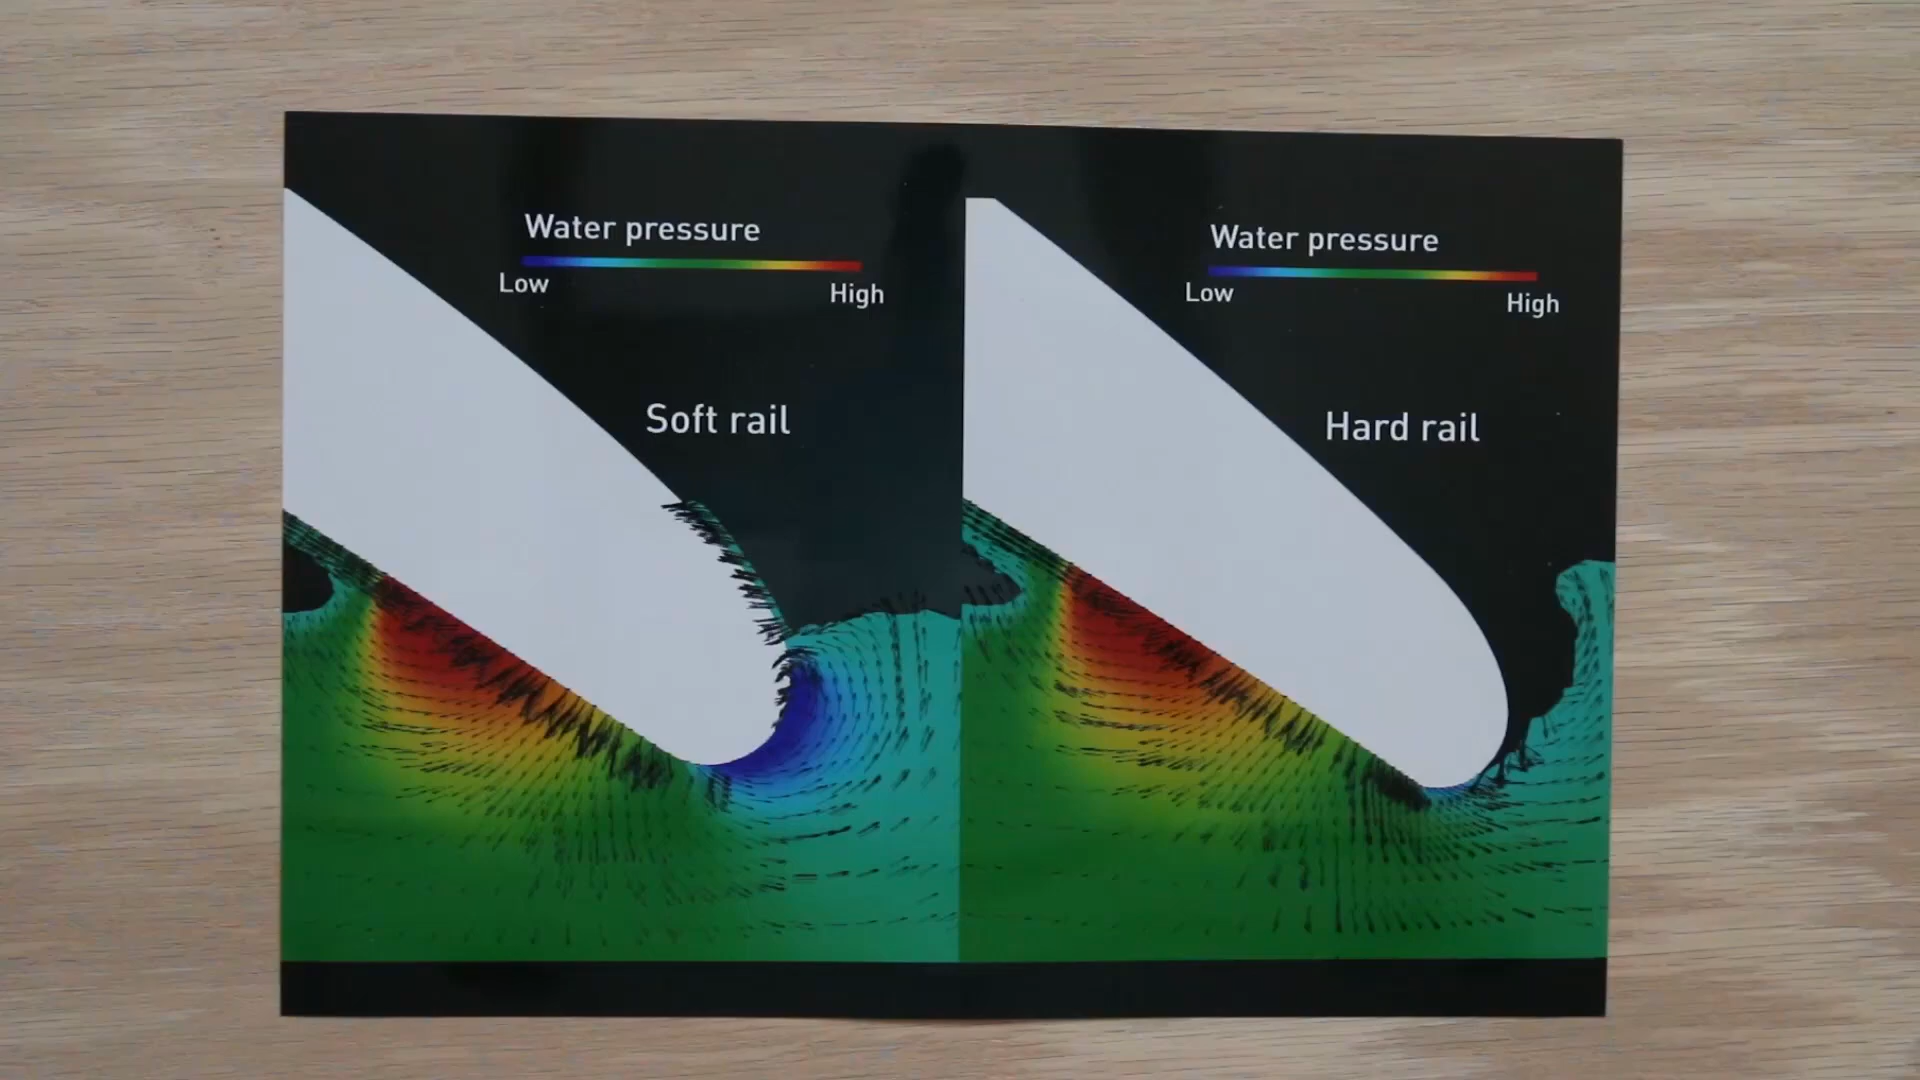 Water pressure
Low
High
Soft rail
Water pressure
Low
High
Hard rail